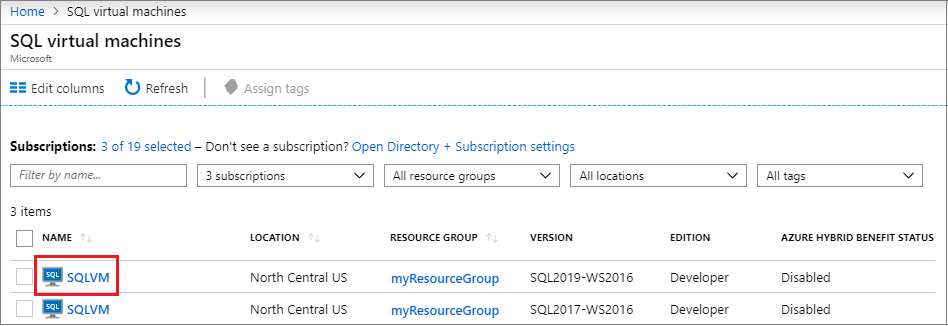 Home > SQL virtual machines
SQL virtual machines
Microsoft
Edit columns Refresh Assign tags
Subscriptions: 3 of 19 selected – Don't see a subscription? Open Directory + Subscription settings
Filter by name... 3 subscriptions All resource groups All locations All tags
3 items
NAME LOCATION RESOURCE GROUP VERSION EDITION AZURE HYBRID BENEFIT STATUS
SQL SQLVM North Central US myResourceGroup SQL2019-WS2016 Developer Disabled
SQL SQLVM North Central US myResourceGroup SQL2017-WS2016 Developer Disabled